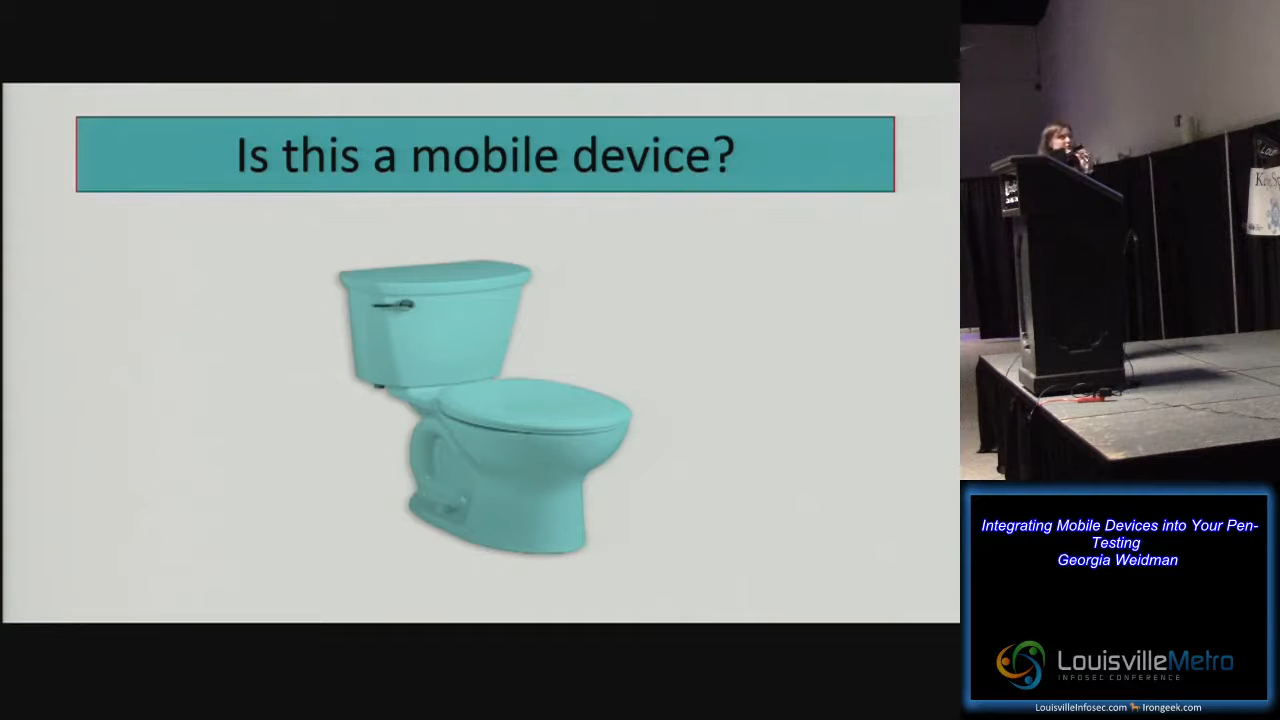 Is this a mobile device?
Integrating Mobile Devices into Your Pen-
Testing
Georgia Weidman
LouisvilleMetro
INFOSEC CONFERENCE
LouisvilleInfosec.com Irongeek.com